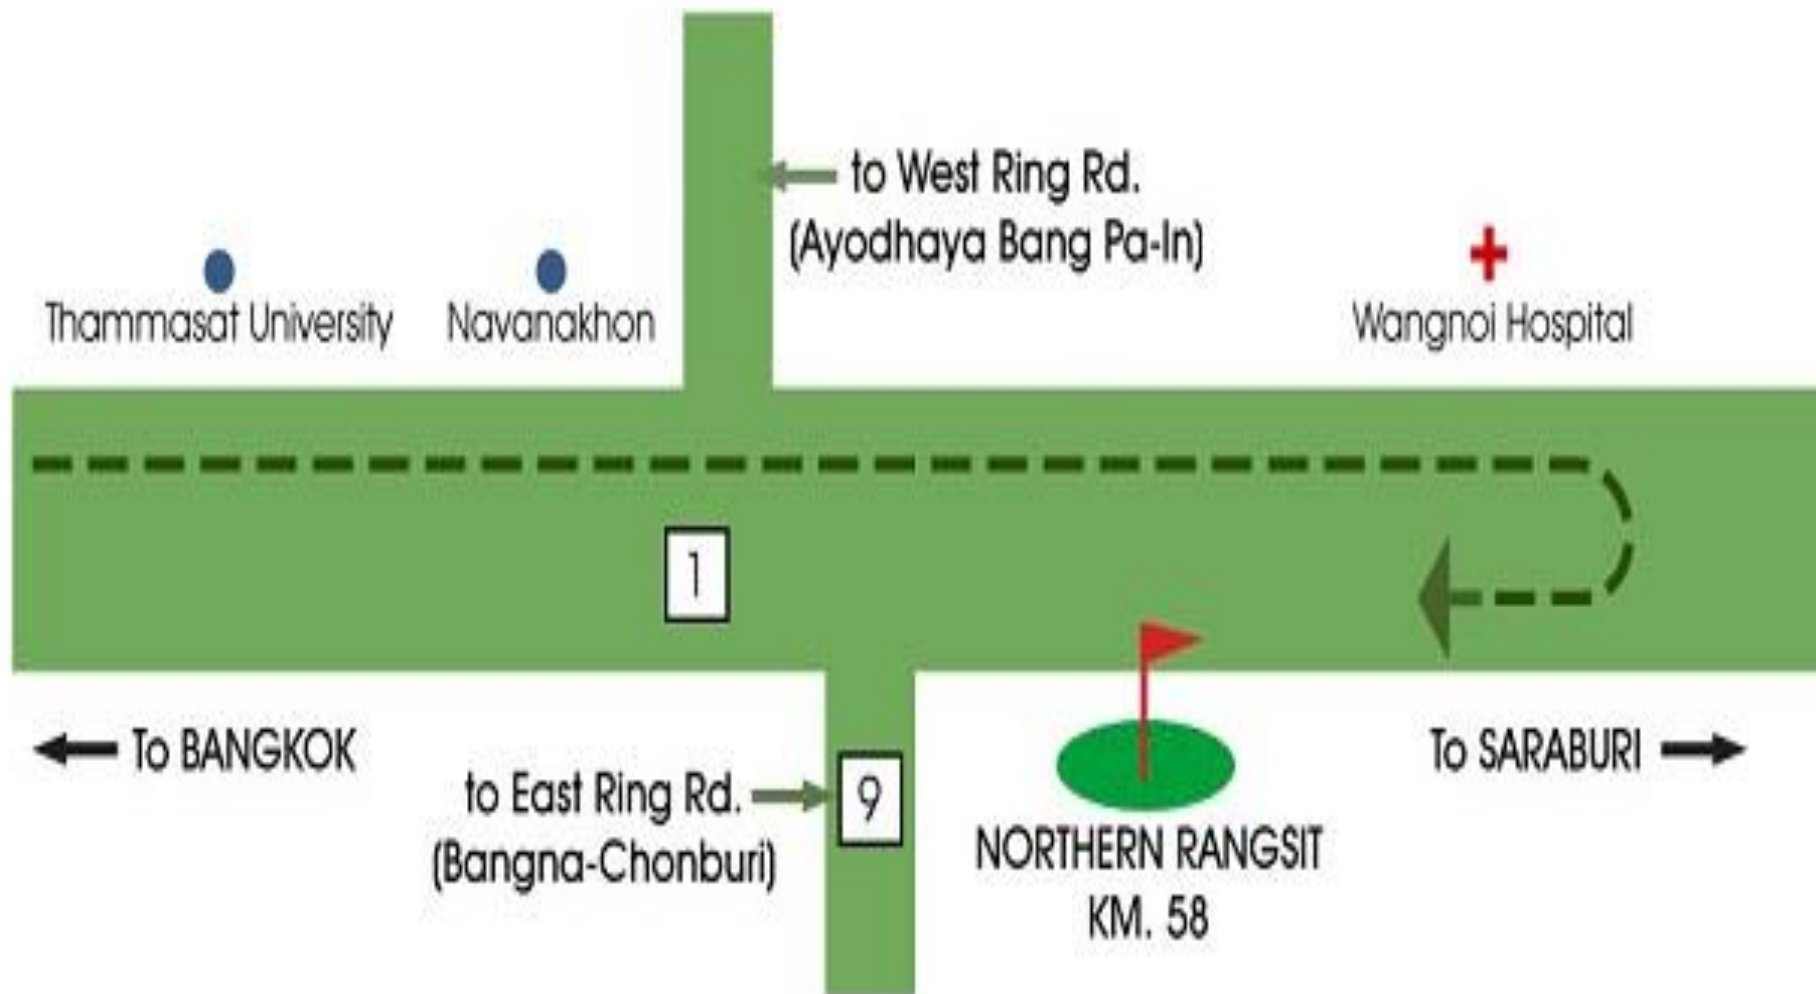 to West Ring Rd.
(Ayodhaya Bang Pa-In)
Thammasat University
Navanakhon
Wangnoi Hospital
1
To BANGKOK
to East Ring Rd.
(Bangna-Chonburi)
9
NORTHERN RANGSIT
KM. 58
To SARABURI